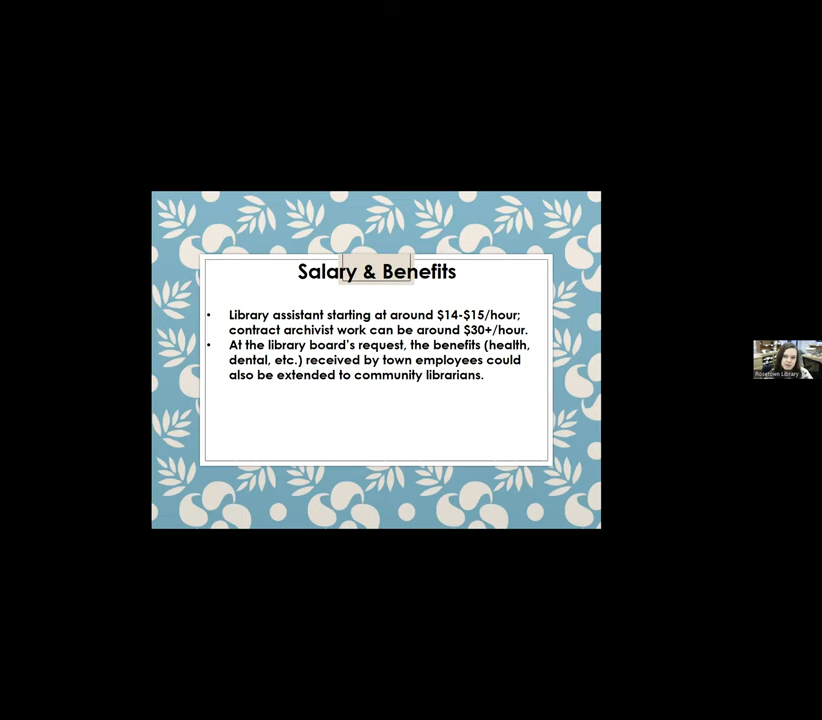 Salary & Benefits
• Library assistant starting at around $14-$15/hour;
contract archivist work can be around $30+/hour.
• At the library board's request, the benefits (health,
dental, etc.) received by town employees could
also be extended to community librarians.
Rosetown Library